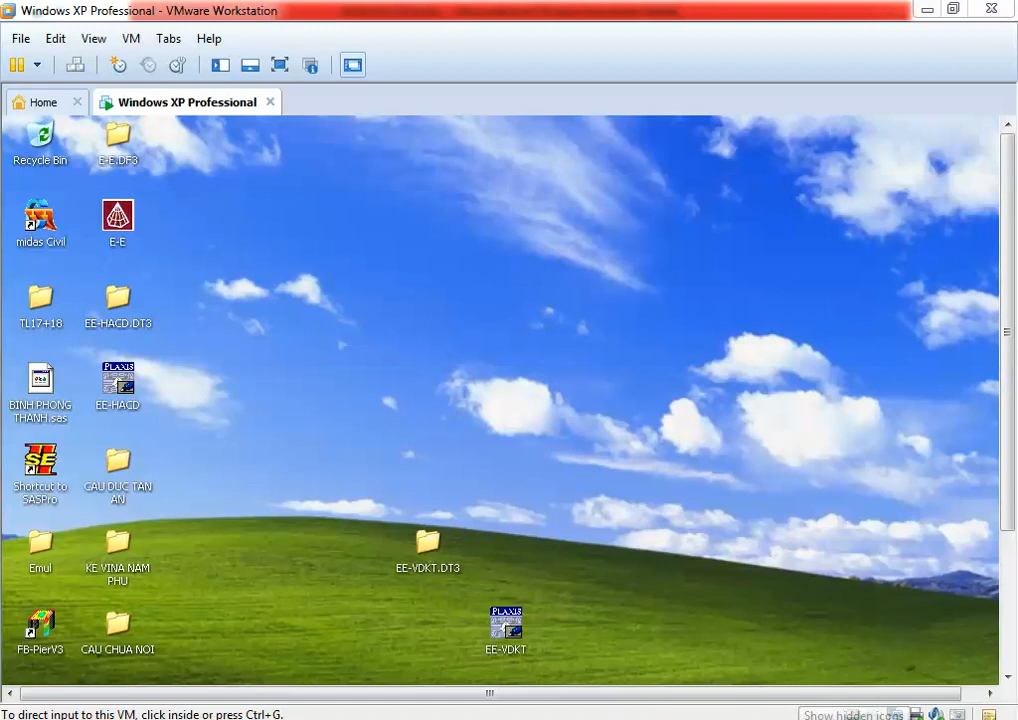 Windows XP Professional - VMware Workstation
File Edit View VM Tabs Help
Home Windows XP Professional
Recycle Bin E-E.DF3
midas Civil E-E
TL17+18 EE-HACD.DT3
PLAXIS
BINH PHONG THANH.sas EE-HACD
SE
Shortcut to SASPro CAU DUC TAN AN
Emul KE VINA NAM PHU EE-VDKT.DT3
PLAXIS
FB-PierV3 CAU CHUA NOI EE-VDKT
To direct input to this VM, click inside or press Ctrl+G.
Show hidden icons